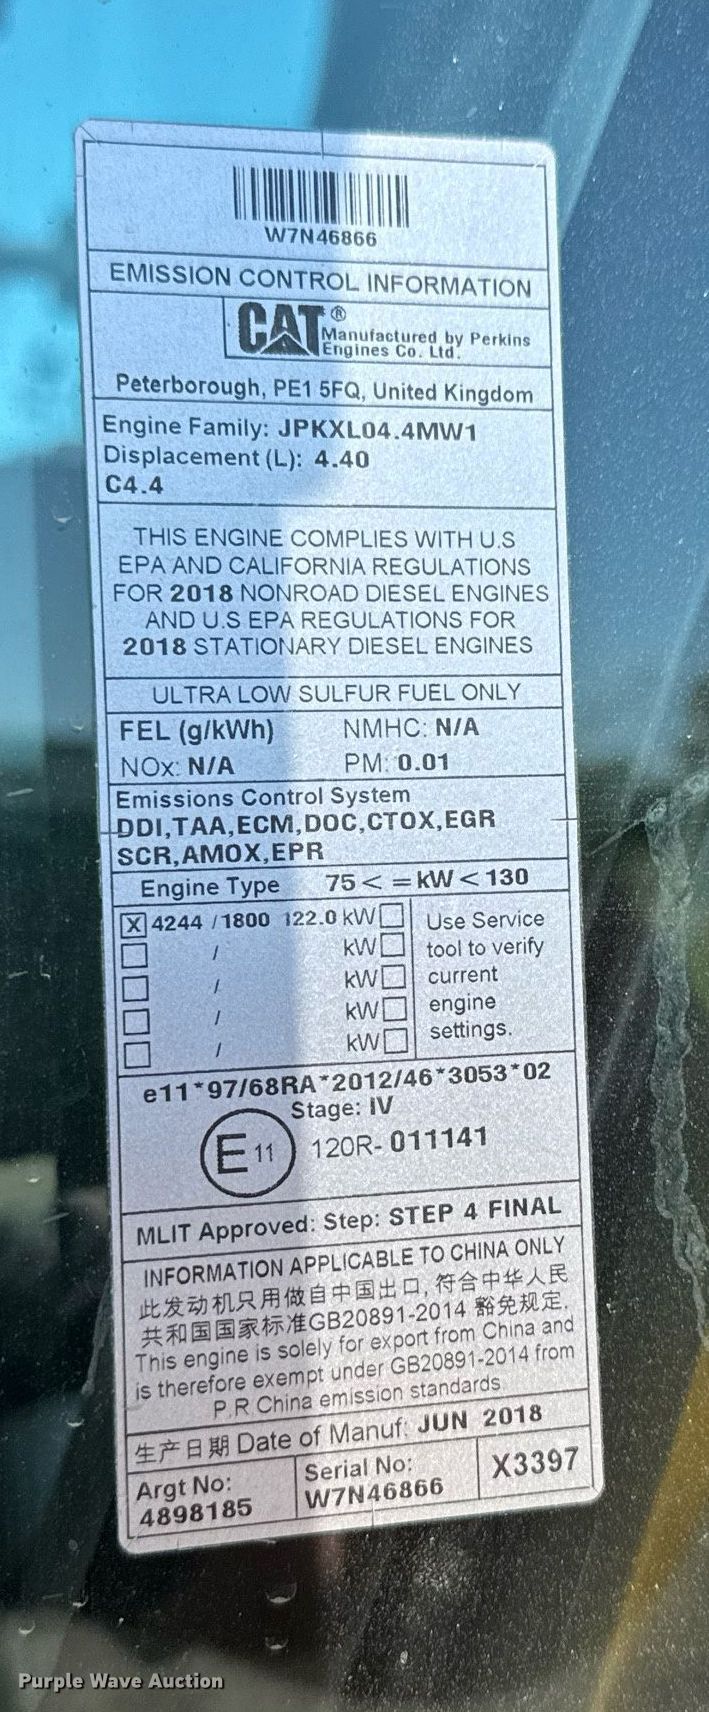 W7N46866
EMISSION CONTROL INFORMATION
CAT®
Manufactured by Perkins
Engines Co. Ltd.
Peterborough, PE1 5FQ, United Kingdom
Engine Family: JPKXL04.4MW1
Displacement (L): 4.40
C4.4
THIS ENGINE COMPLIES WITH U.S
EPA AND CALIFORNIA REGULATIONS
FOR 2018 NONROAD DIESEL ENGINES
AND U.S EPA REGULATIONS FOR
2018 STATIONARY DIESEL ENGINES
ULTRA LOW SULFUR FUEL ONLY
FEL (g/kWh) NMHC: N/A
NOx: N/A PM: 0.01
Emissions Control System
DDI,TAA,ECM,DOC,CTOX,EGR
SCR,AMOX,EPR
Engine Type 75 < = kW < 130
X 4244 / 1800 122.0 kW Use Service
/ kW tool to verify
/ kW current
/ kW engine
/ kW settings.
e11*97/68RA*2012/46*3053*02
Stage: IV
E 11 120R- 011141
MLIT Approved: Step: STEP 4 FINAL
INFORMATION APPLICABLE TO CHINA ONLY
此发动机只用做自中国出口, 符合中华人民
共和国国家标准GB20891-2014 豁免规定.
This engine is solely for export from China and
is therefore exempt under GB20891-2014 from
P.R China emission standards
生产日期 Date of Manuf: JUN 2018
Argt No: Serial No: X3397
4898185 W7N46866
Purple Wave Auction